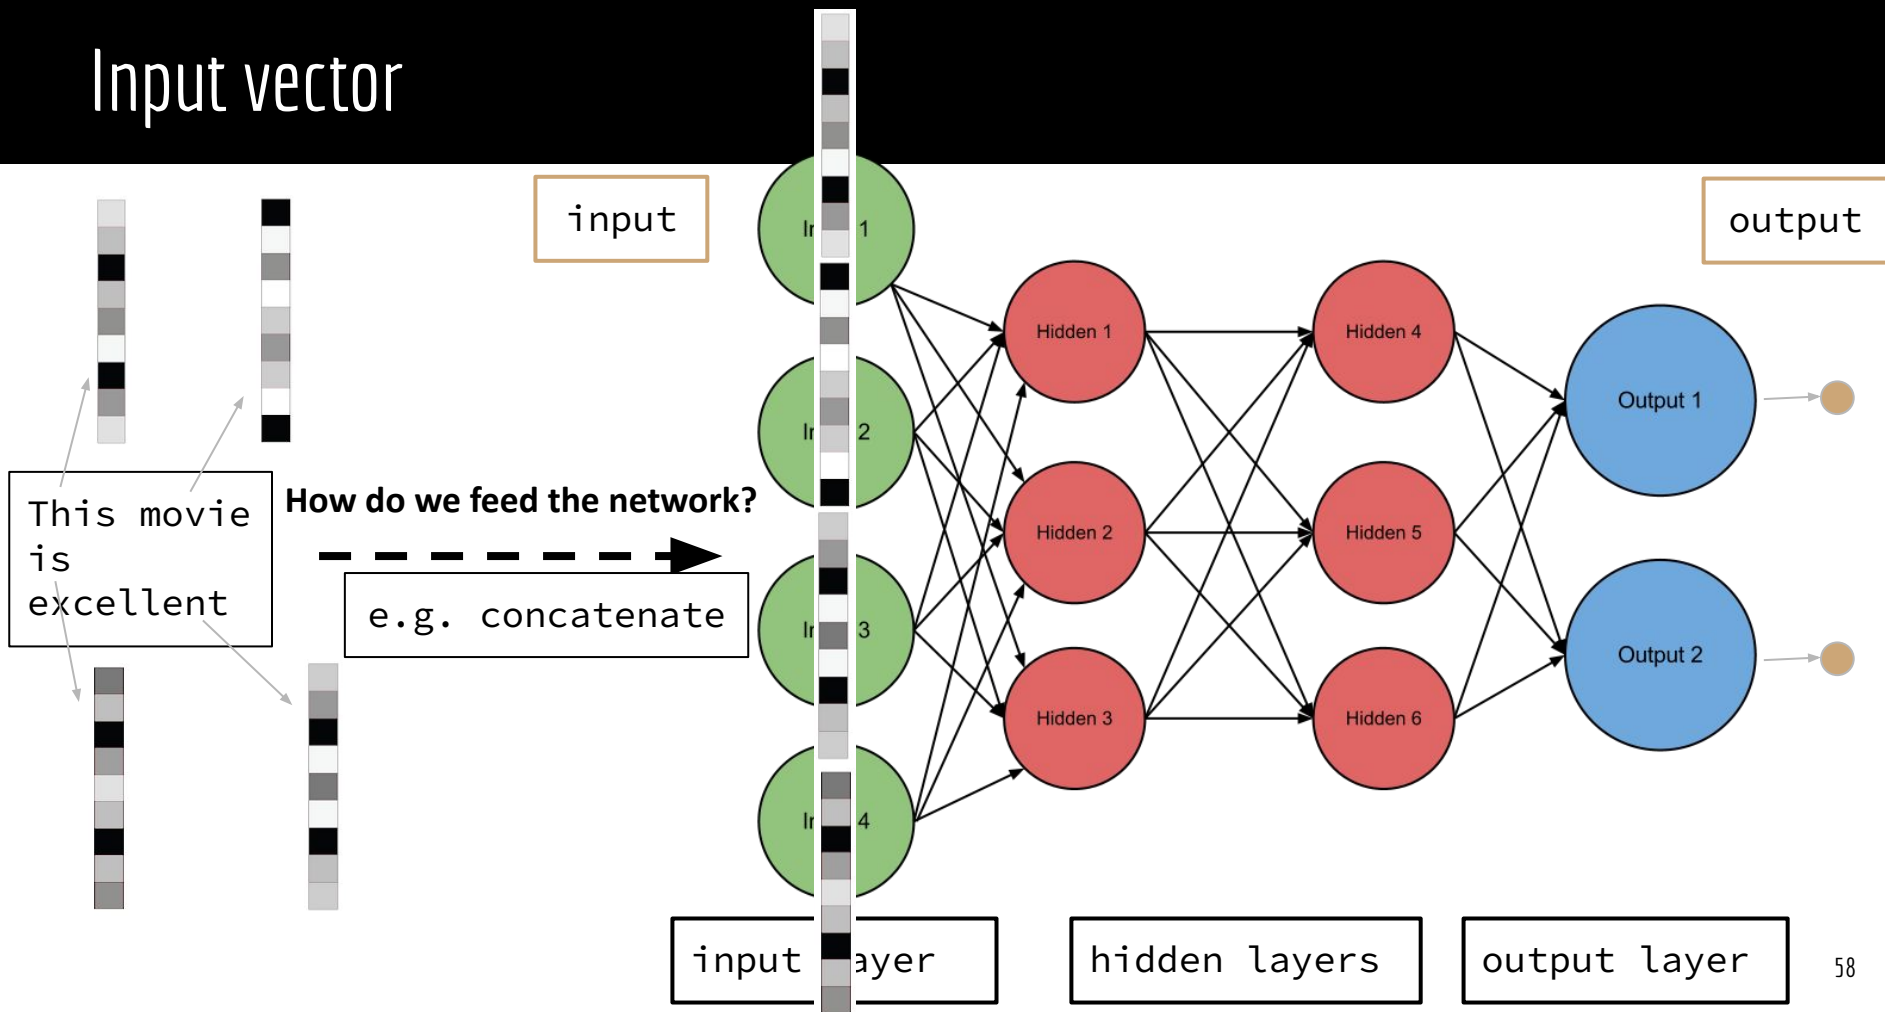 Input vector
input
output
This movie
is
excellent
How do we feed the network?
e.g. concatenate
1
2
3
4
Hidden 1
Hidden 2
Hidden 3
Hidden 4
Hidden 5
Hidden 6
Output 1
Output 2
input ayer
hidden layers
output layer
58